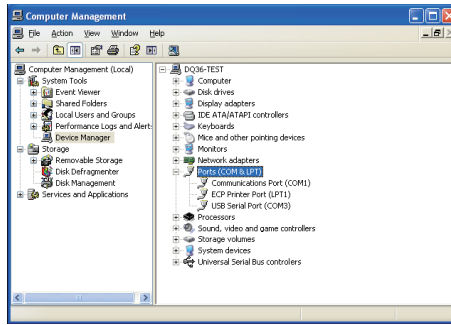 Computer Management
File Action View Window Help
Computer Management (Local)
System Tools
Event Viewer
Shared Folders
Local Users and Groups
Performance Logs and Alerts
Device Manager
Storage
Removable Storage
Disk Defragmenter
Disk Management
Services and Applications
DQ36-TEST
Computer
Disk drives
Display adapters
IDE ATA/ATAPI controllers
Keyboards
Mice and other pointing devices
Monitors
Network adapters
Ports (COM & LPT)
Communications Port (COM1)
ECP Printer Port (LPT1)
USB Serial Port (COM3)
Processors
Sound, video and game controllers
Storage volumes
System devices
Universal Serial Bus controlers